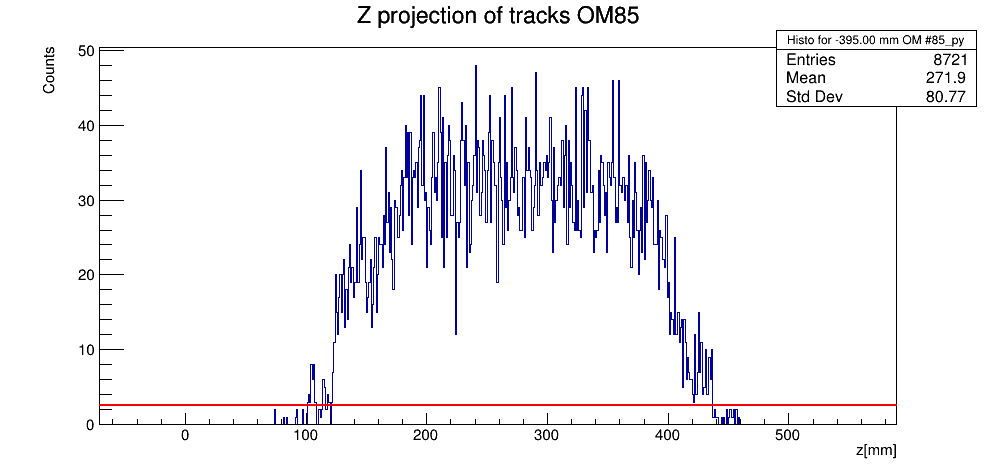 Z projection of tracks OM85
Histo for -395.00 mm OM #85_py
Entries 8721
Mean 271.9
Std Dev 80.77
Counts
50
40
30
20
10
0
0 100 200 300 400 500
z[mm]